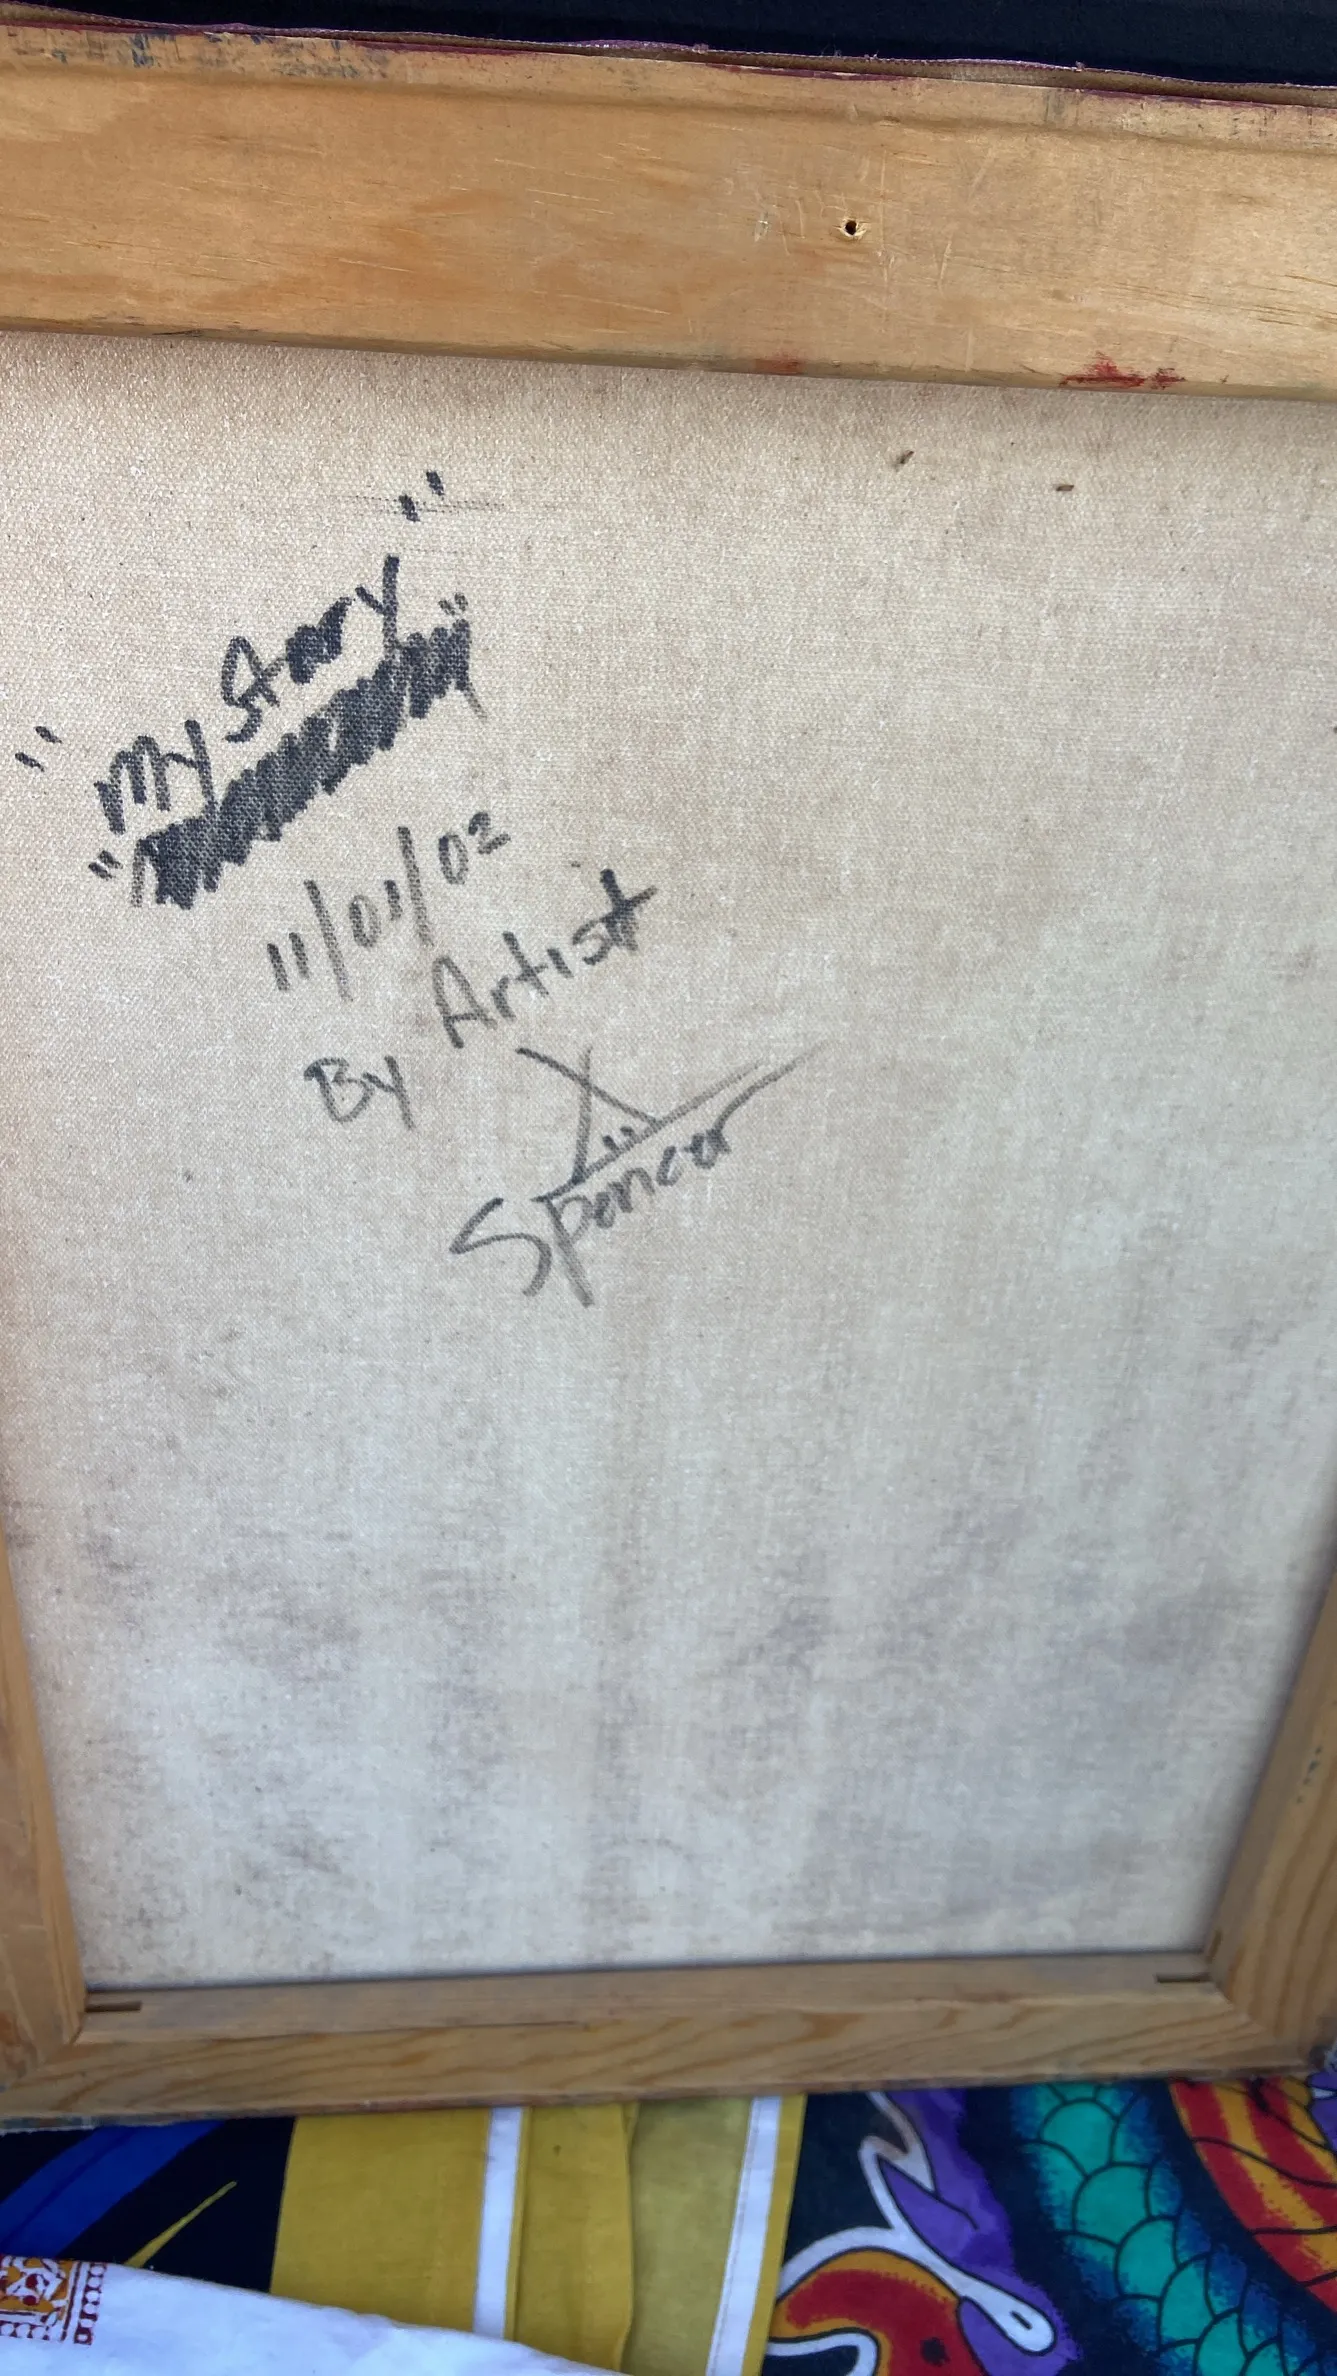 "My Story"
11/01/02
By Artist
Spencer